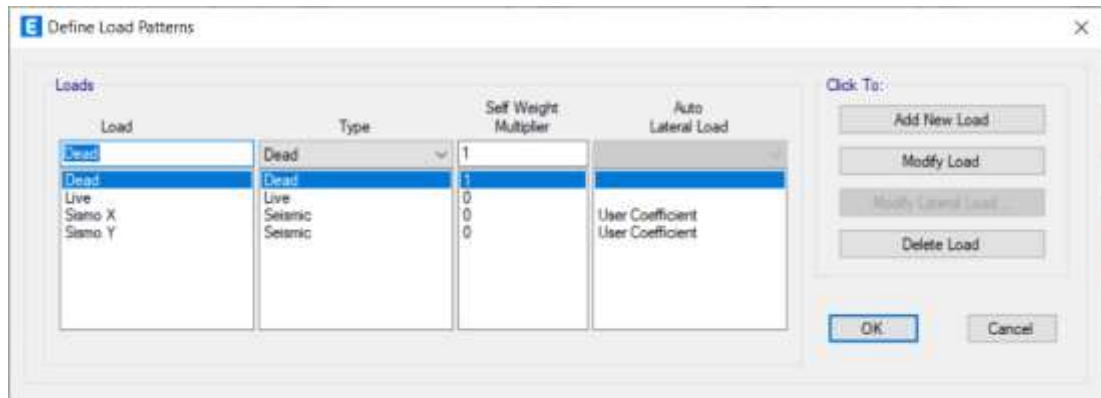 E Define Load Patterns
Loads
Click To:
Load Type Self Weight Multiplier Auto Lateral Load
Dead Dead 1
Dead Dead 1
Live Live 0
Sismo X Seismic 0 User Coefficient
Sismo Y Seismic 0 User Coefficient
Add New Load
Modify Load
Modify Lateral Load...
Delete Load
OK Cancel